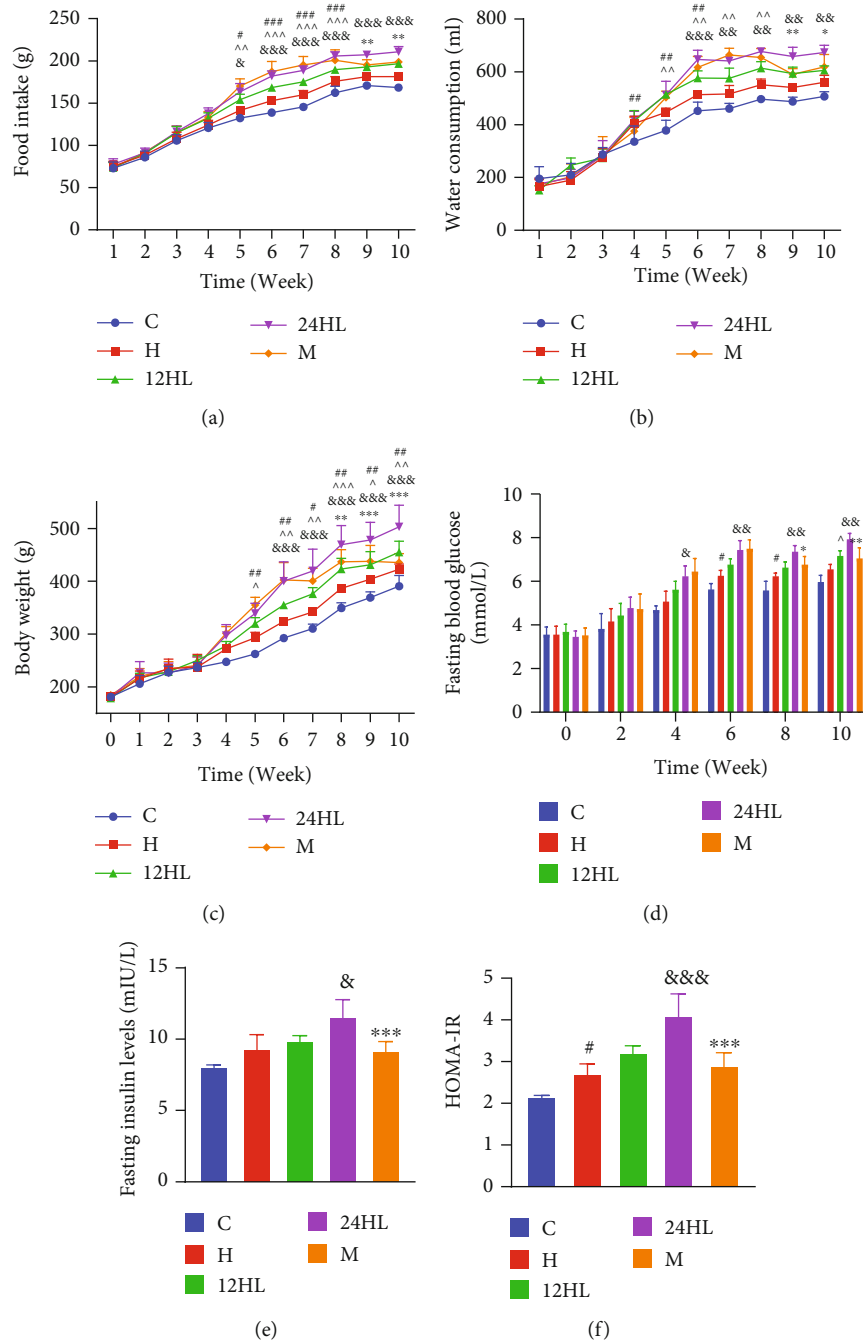 Food intake (g)
250
200
150
100
50
0
#
^^
&
###
^^^
&&&
###
^^^
&&&
###
^^^
&&&
&&&
**
&&&
**
1 2 3 4 5 6 7 8 9 10
Time (Week)
C
H
12HL
24HL
M
(a)
Water consumption (ml)
800
600
400
200
0
##
##
^^
##
^^
&&&
^^
&&
^^
&&
&&
**
&&
*
1 2 3 4 5 6 7 8 9 10
Time (Week)
C
H
12HL
24HL
M
(b)
Body weight (g)
500
400
300
200
##
^
##
^^
&&&
#
^^
&&&
##
^^^
&&&
**
##
^
&&&
***
##
^^
&&&
***
0 1 2 3 4 5 6 7 8 9 10
Time (Week)
C
H
12HL
24HL
M
(c)
Fasting blood glucose
(mmol/L)
10
8
6
4
2
0
&
#
&&
#
&&
*
^
&&
**
0 2 4 6 8 10
Time (Week)
C
H
12HL
24HL
M
(d)
Fasting insulin levels (mIU/L)
15
10
5
0
&
***
C
H
12HL
24HL
M
(e)
HOMA-IR
5
4
3
2
1
0
#
&&&
***
C
H
12HL
24HL
M
(f)